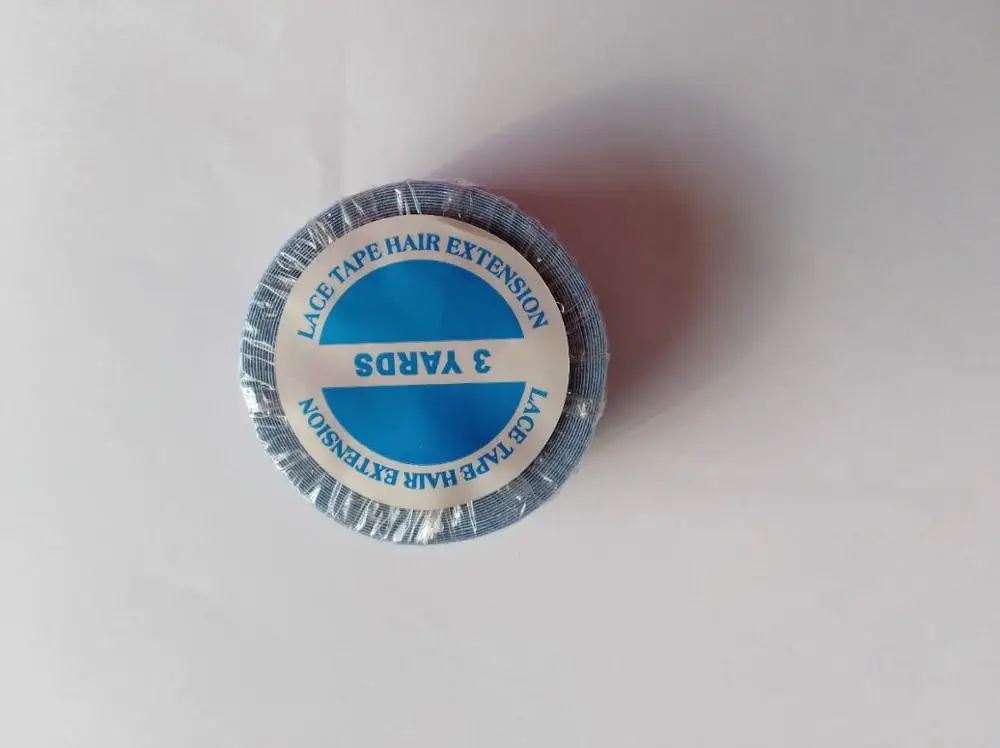 LACE TAPE HAIR EXTENSION
3 YARDS
LACE TAPE HAIR EXTENSION